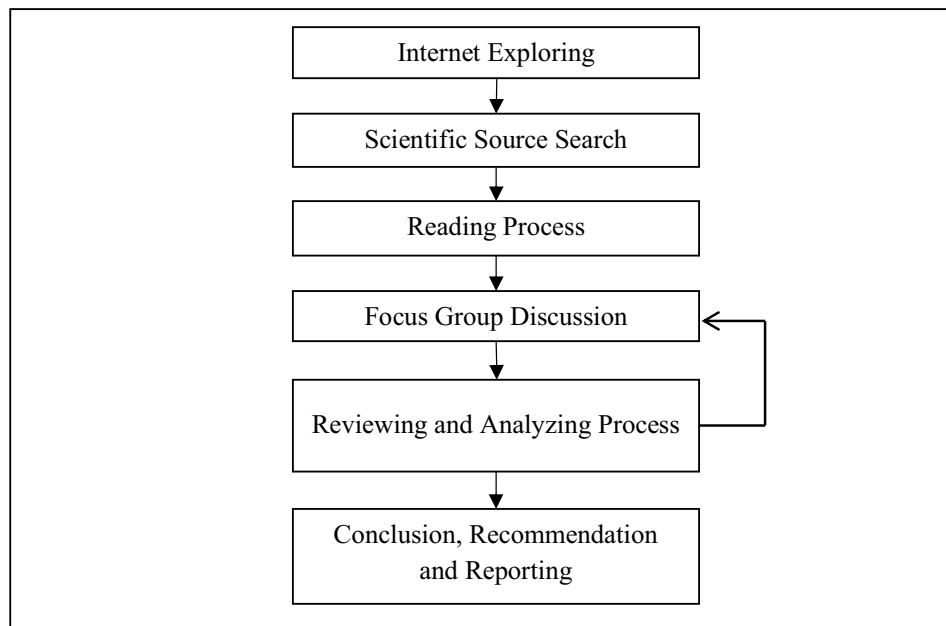 Internet Exploring
Scientific Source Search
Reading Process
Focus Group Discussion
Reviewing and Analyzing Process
Conclusion, Recommendation
and Reporting